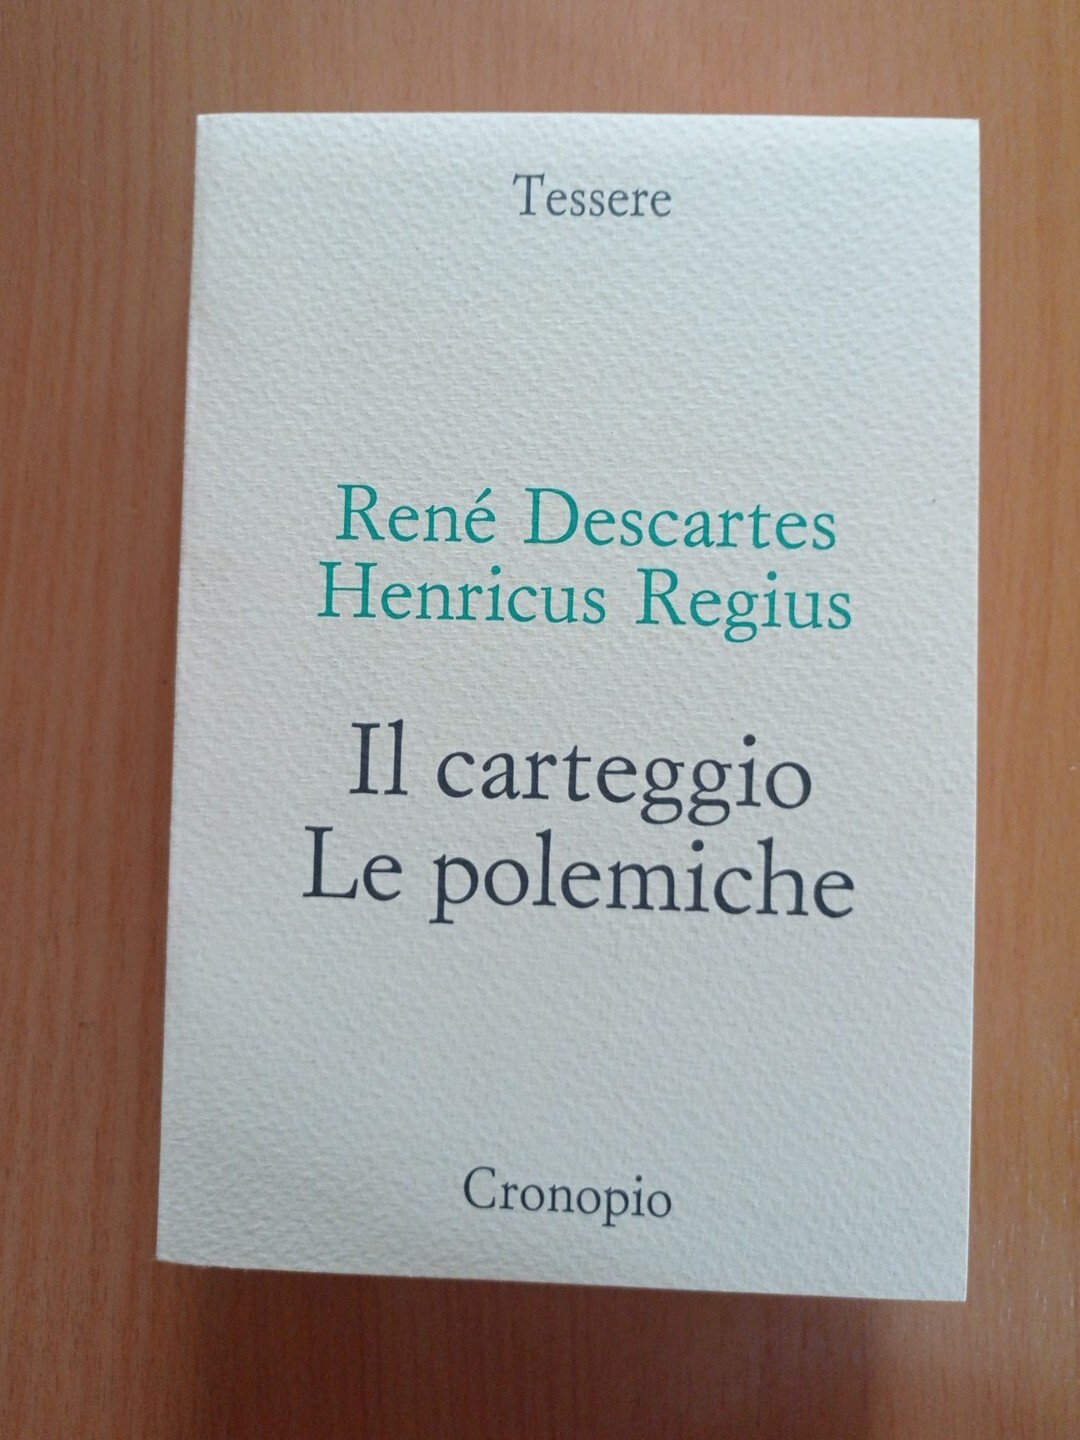 Tessere
René Descartes
Henricus Regius
Il carteggio
Le polemiche
Cronopio